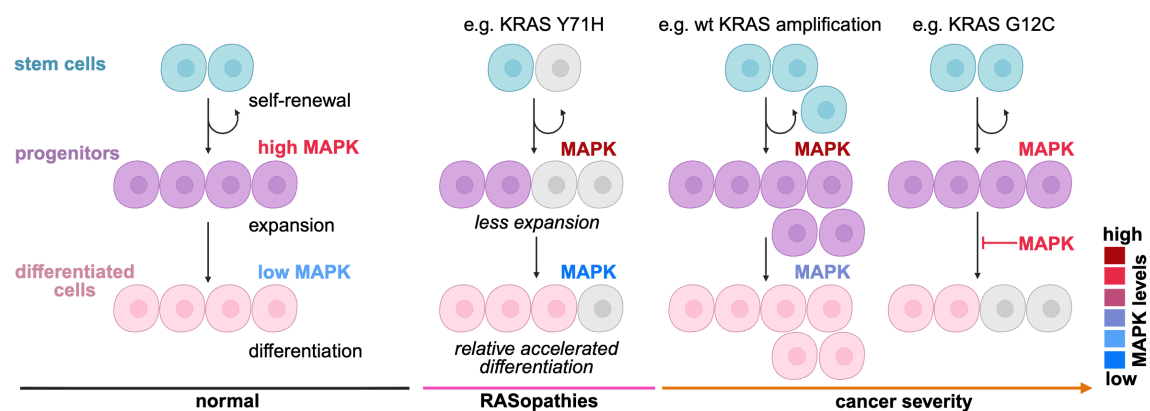 e.g. KRAS Y71H
e.g. wt KRAS amplification
e.g. KRAS G12C
stem cells
self-renewal
progenitors
high MAPK
MAPK
MAPK
MAPK
less expansion
expansion
high
MAPK levels
low
MAPK
differentiated
cells
low MAPK
MAPK
MAPK
differentiation
relative accelerated
differentiation
normal
RASopathies
cancer severity